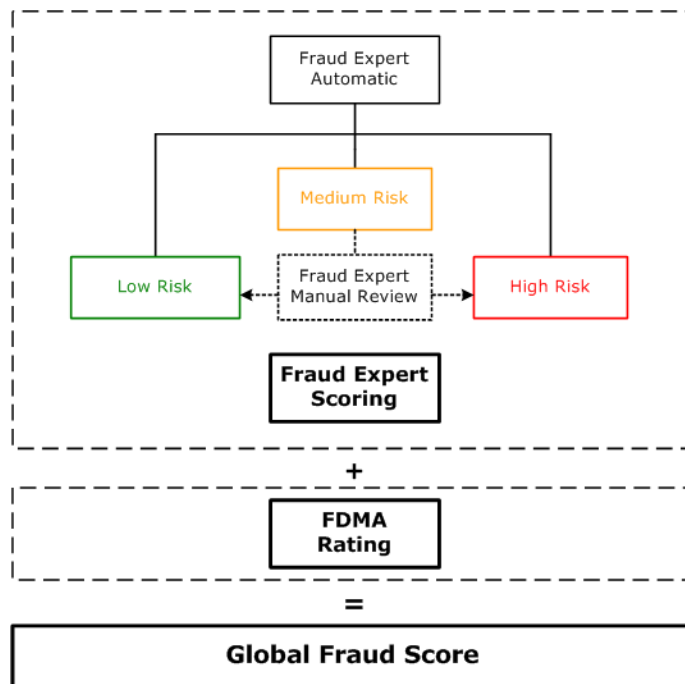 Fraud Expert
Automatic
Medium Risk
Low Risk
Fraud Expert
Manual Review
High Risk
Fraud Expert
Scoring
+
FDMA
Rating
=
Global Fraud Score